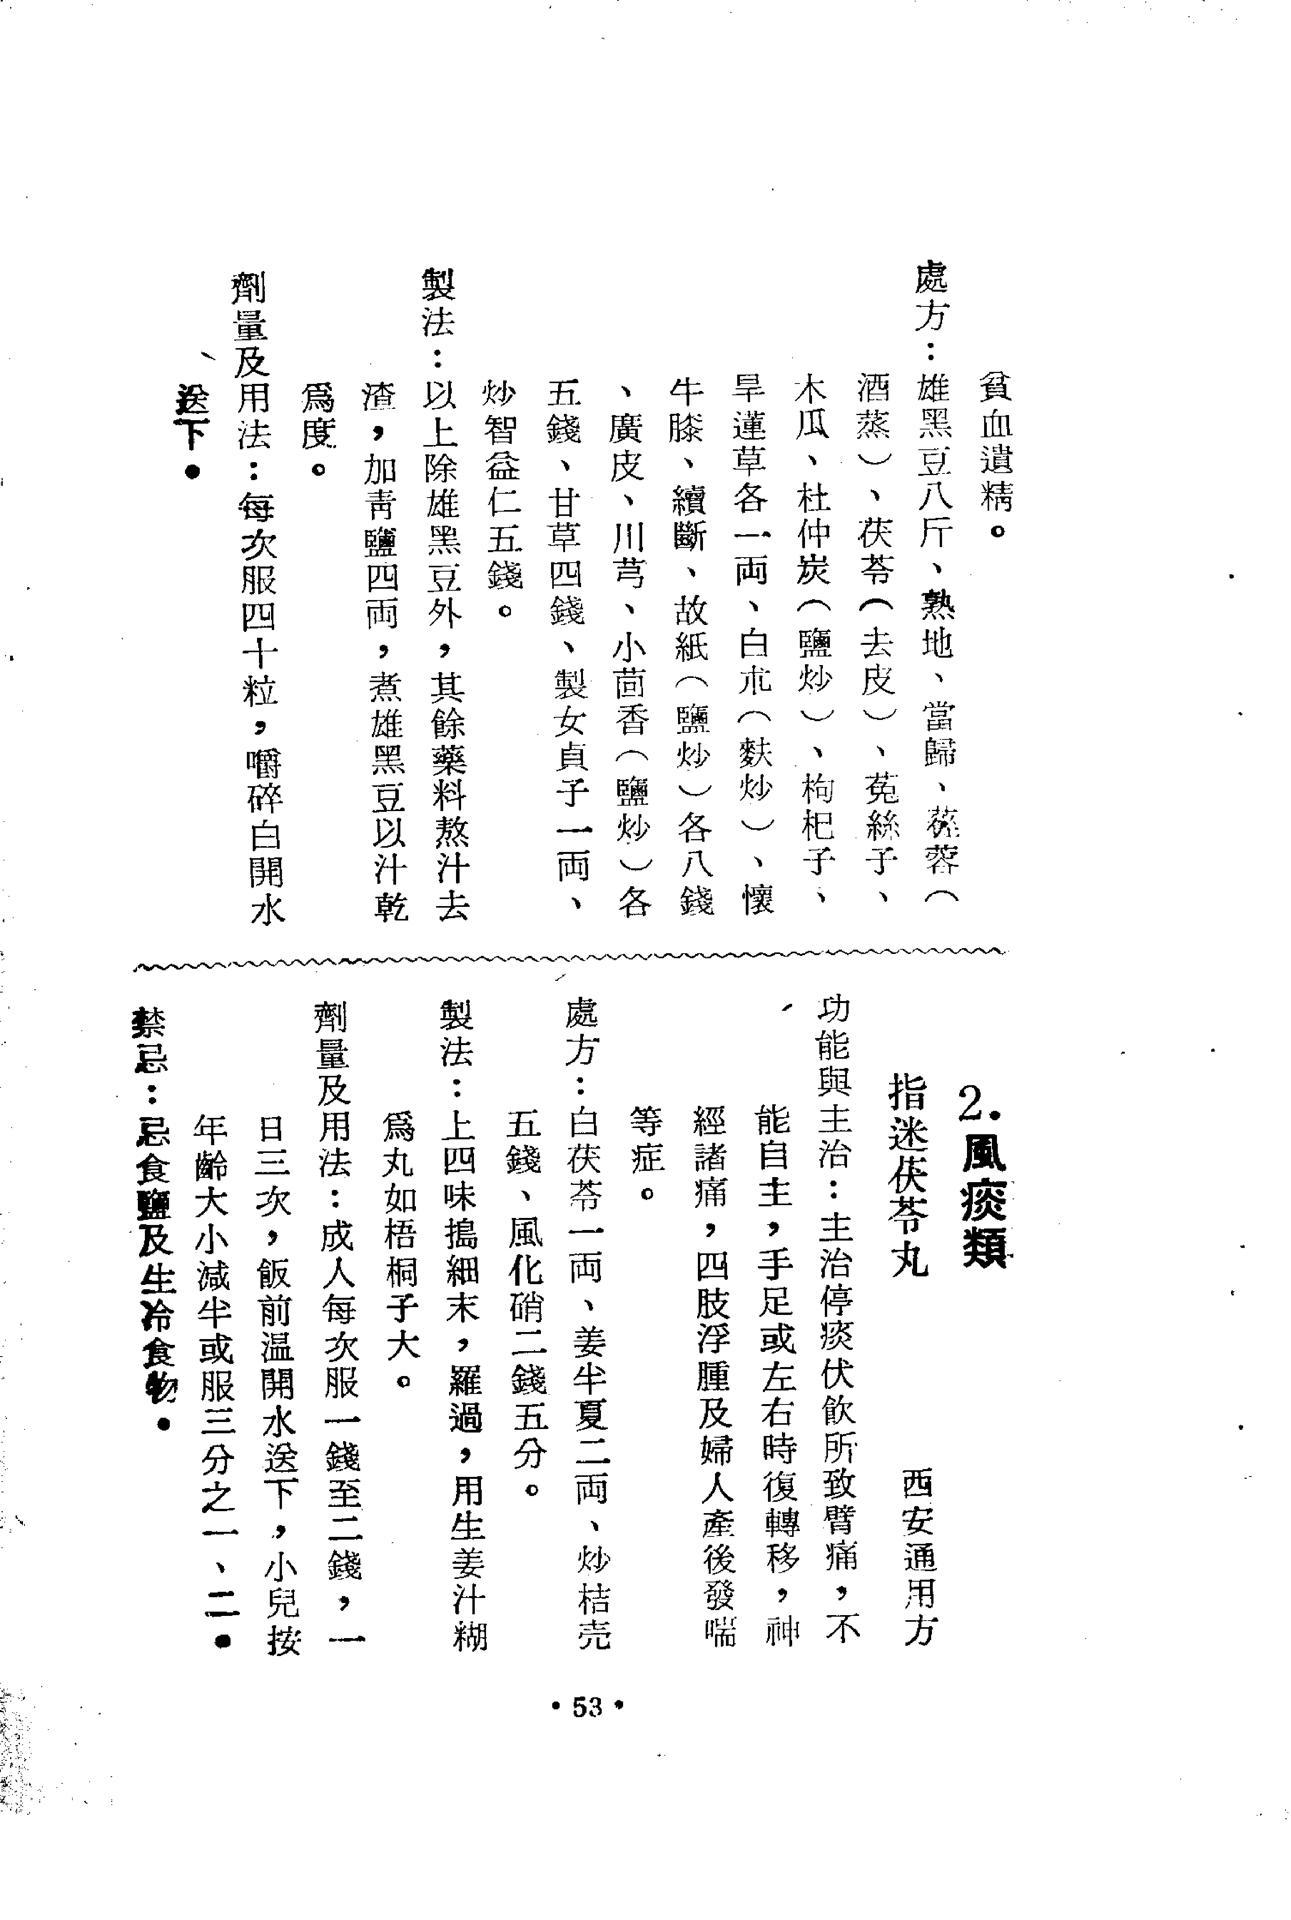 貧血遺精。
處方：雄黑豆八斤、熟地、當歸、蓯蓉（
酒蒸）、茯苓（去皮）、菟絲子、
木瓜、杜仲炭（鹽炒）、枸杞子、
旱蓮草各一両、白朮（麩炒）、懷
牛膝、續斷、故紙（鹽炒）各八錢
、廣皮、川芎、小茴香（鹽炒）各
五錢、甘草四錢、製女貞子一両、
炒智益仁五錢。
製法：以上除雄黑豆外，其餘藥料熬汁去
渣，加靑鹽四両，煮雄黑豆以汁乾
爲度。
劑量及用法：每次服四十粒，嚼碎白開水
送下。
2.風痰類
指迷茯苓丸　西安通用方
功能與主治：主治停痰伏飲所致臂痛，不
能自主，手足或左右時復轉移，神
經諸痛，四肢浮腫及婦人產後發喘
等症。
處方：白茯苓一両、姜半夏二両、炒桔壳
五錢、風化硝二錢五分。
製法：上四味搗細末，羅過，用生姜汁糊
爲丸如梧桐子大。
劑量及用法：成人每次服一錢至二錢，一
日三次，飯前溫開水送下，小兒按
年齡大小減半或服三分之一、二。
禁忌：忌食鹽及生冷食物。
•53•